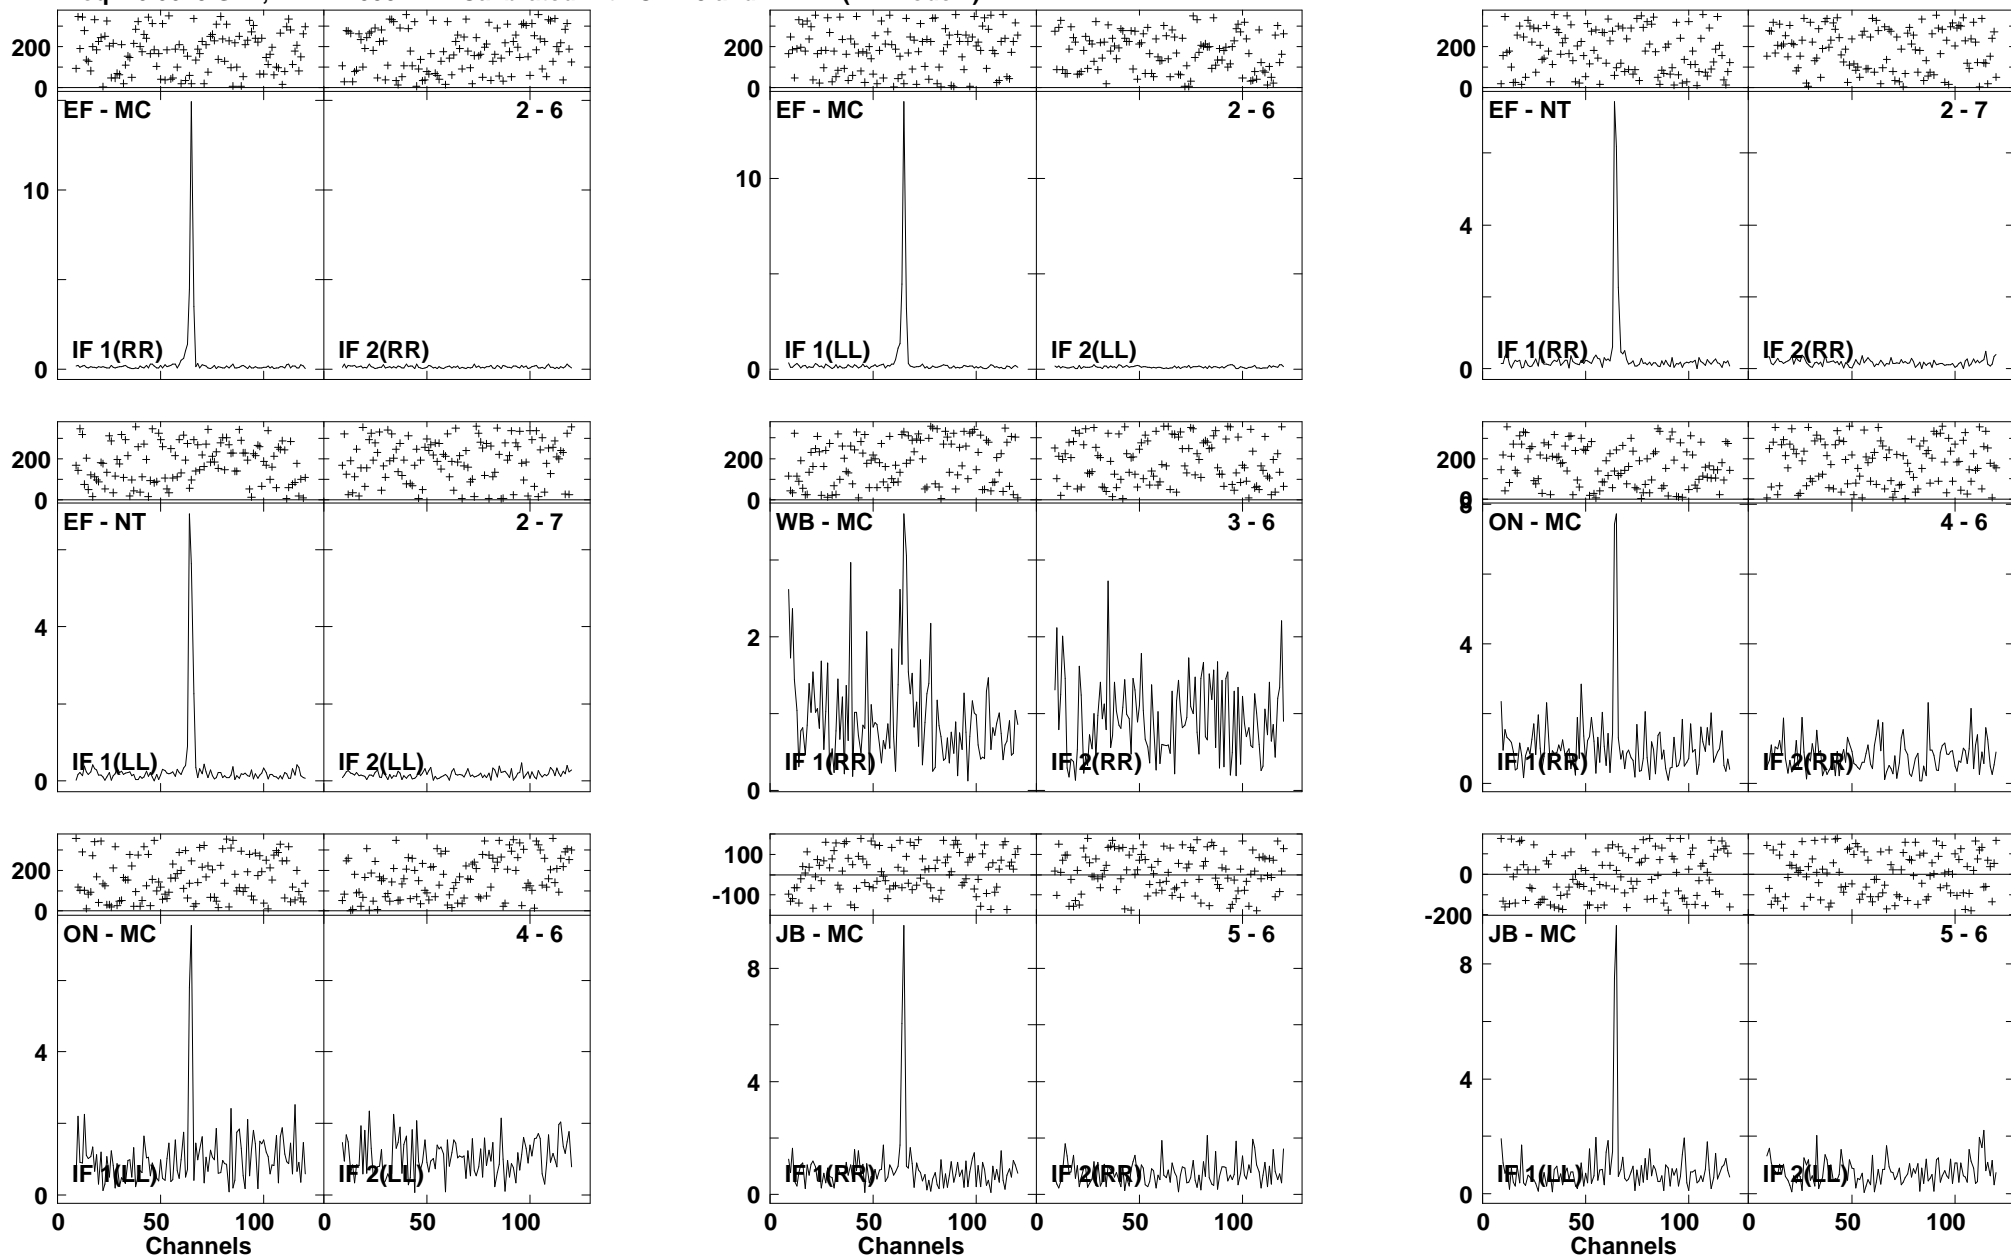 200
0
200
0
200
0
EF - MC
2 - 6
EF - MC
2 - 6
EF - NT
2 - 7
10
0
10
0
4
0
IF 1(RR)
IF 2(RR)
IF 1(LL)
IF 2(LL)
IF 1(RR)
IF 2(RR)
200
0
200
0
200
0
EF - NT
2 - 7
WB - MC
3 - 6
ON - MC
4 - 6
4
0
2
0
8
4
0
IF 1(LL)
IF 2(LL)
IF 1(RR)
IF 2(RR)
IF 1(RR)
IF 2(RR)
200
0
100
-100
0
-200
ON - MC
4 - 6
JB - MC
5 - 6
JB - MC
5 - 6
4
0
8
4
0
8
4
0
IF 1(LL)
IF 2(LL)
IF 1(RR)
IF 2(RR)
IF 1(LL)
IF 2(LL)
0 50 100 0 50 100
0 50 100 0 50 100
0 50 100 0 50 100
Channels
Channels
Channels